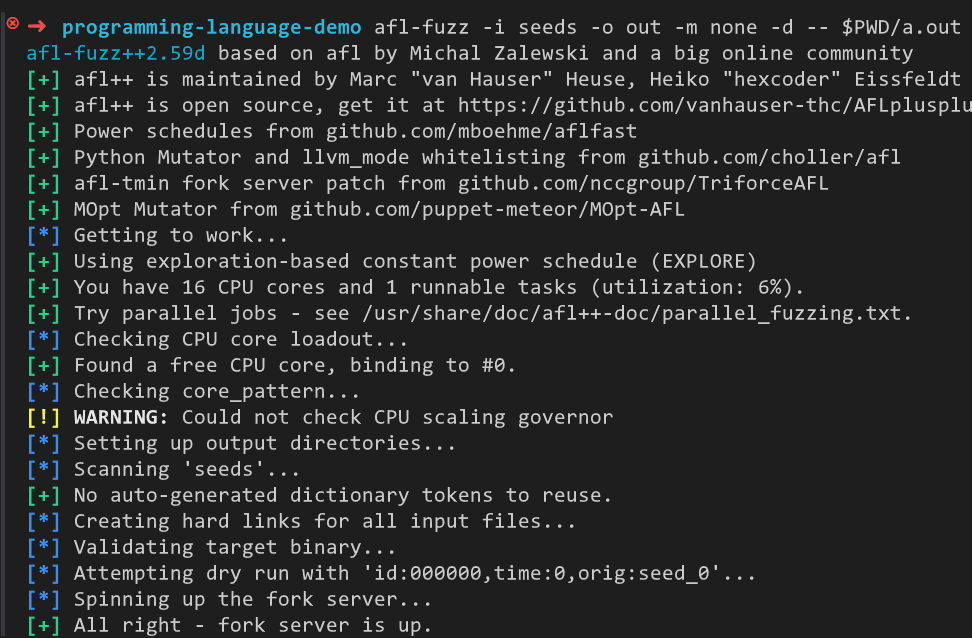 → programming-language-demo afl-fuzz -i seeds -o out -m none -d -- $PWD/a.out
afl-fuzz++2.59d based on afl by Michal Zalewski and a big online community
[+] afl++ is maintained by Marc "van Hauser" Heuse, Heiko "hexcoder" Eissfeldt
[+] afl++ is open source, get it at https://github.com/vanhauser-thc/AFLplusplu
[+] Power schedules from github.com/mboehme/aflfast
[+] Python Mutator and llvm_mode whitelisting from github.com/choller/afl
[+] afl-tmin fork server patch from github.com/nccgroup/TriforceAFL
[+] MOpt Mutator from github.com/puppet-meteor/MOpt-AFL
[*] Getting to work...
[+] Using exploration-based constant power schedule (EXPLORE)
[+] You have 16 CPU cores and 1 runnable tasks (utilization: 6%).
[+] Try parallel jobs - see /usr/share/doc/afl++-doc/parallel_fuzzing.txt.
[*] Checking CPU core loadout...
[+] Found a free CPU core, binding to #0.
[*] Checking core_pattern...
[!] WARNING: Could not check CPU scaling governor
[*] Setting up output directories...
[*] Scanning 'seeds'...
[+] No auto-generated dictionary tokens to reuse.
[*] Creating hard links for all input files...
[*] Validating target binary...
[*] Attempting dry run with 'id:000000,time:0,orig:seed_0'...
[*] Spinning up the fork server...
[+] All right - fork server is up.